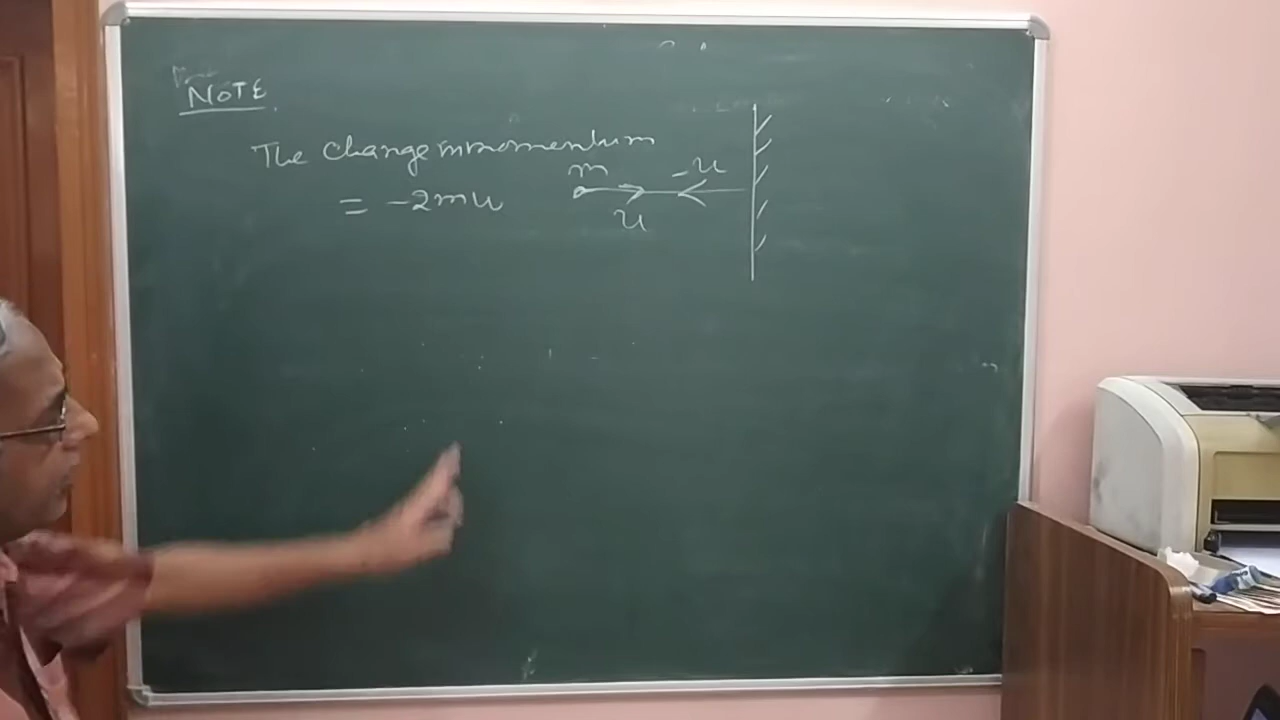 NOTE
The change in momentum
= -2mu
m
-u
u